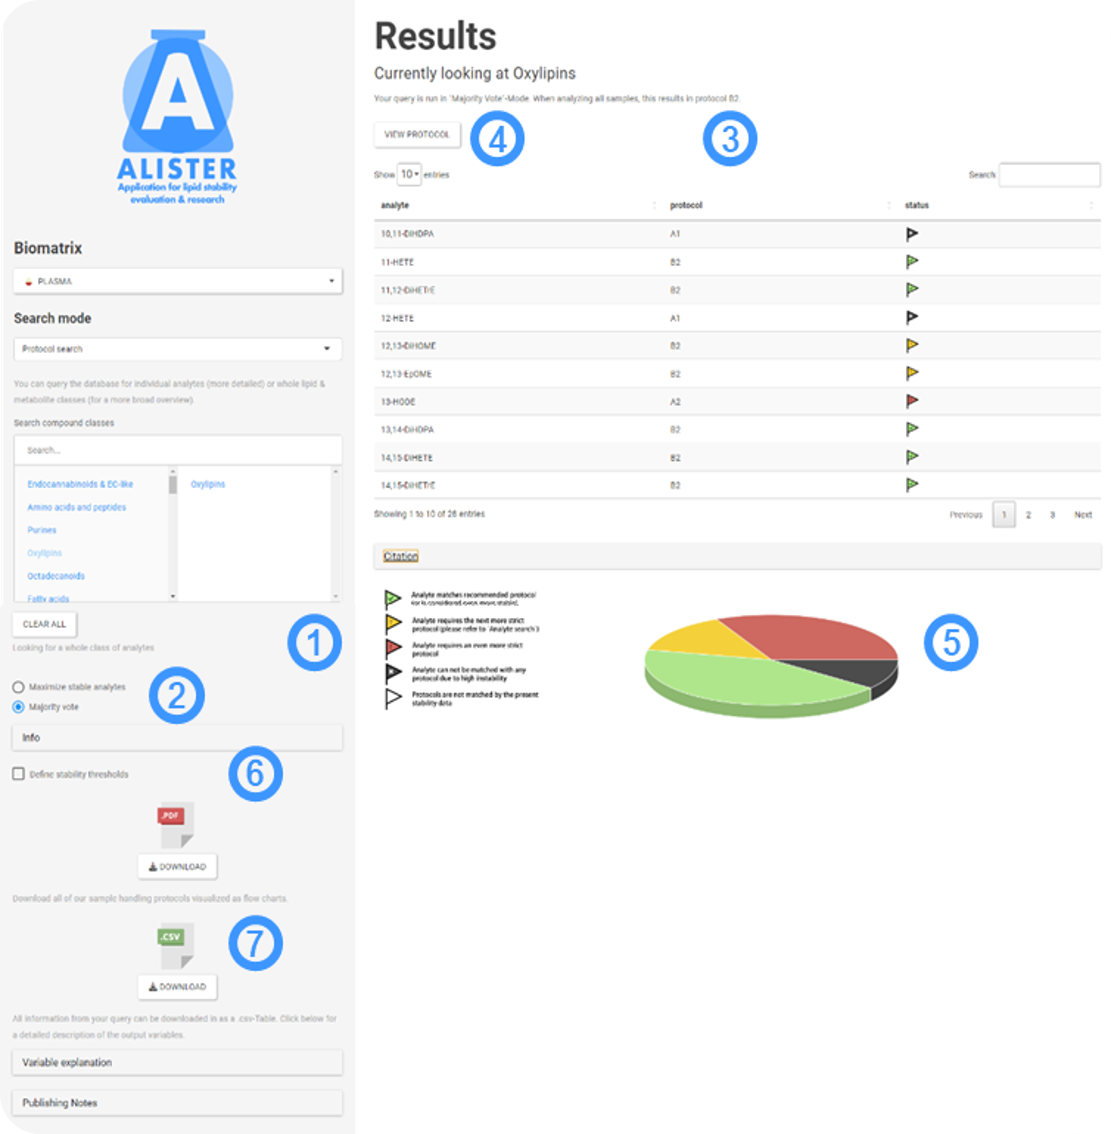 A
ALISTER
Application for lipid stability
evaluation & research
Biomatrix
PLASMA
Search mode
Protocol search
You can query the database for individual analytes (more detailed) or whole lipid &
metabolite classes (for a more broad overview)
Search compound classes
Search...
Endocannabinoids & EC-like
Amino acids and peptides
Purines
Oxylipins
Octadecanoids
Fatty acids
Oxylipins
CLEAR ALL
1
Looking for a whole class of analytes
Maximize stable analytes
Majority vote
2
Info
6
Define stability thresholds
.PDF
DOWNLOAD
Download all of our sample handling protocols visualized as flow charts.
.CSV
7
DOWNLOAD
All information from your query can be downloaded in as a .csv-Table. Click below for
a detailed description of the output variables.
Variable explanation
Publishing Notes
Results
Currently looking at Oxylipins
Your query is run in 'Majority Vote'-Mode. When analyzing all samples, this results in protocol B2.
VIEW PROTOCOL
4
3
Show 10 entries
Search
analyte protocol status
10,11-DiHDPA A1
11-HETE B2
11,12-DiHETrE B2
12-HETE A1
12,13-DiHOME B2
12,13-EpOME B2
13-HODE A2
13,14-DiHDPA B2
14,15-DiHETE B2
14,15-DiHETrE B2
Showing 1 to 10 of 26 entries
Previous 1 2 3 Next
Citation
Analyte matches recommended protocol
(or is considered even more stable).
Analyte requires the next more strict
protocol (please refer to 'Analyte search')
Analyte requires an even more strict
protocol
Analyte can not be matched with any
protocol due to high instability
Protocols are not matched by the present
stability data
5